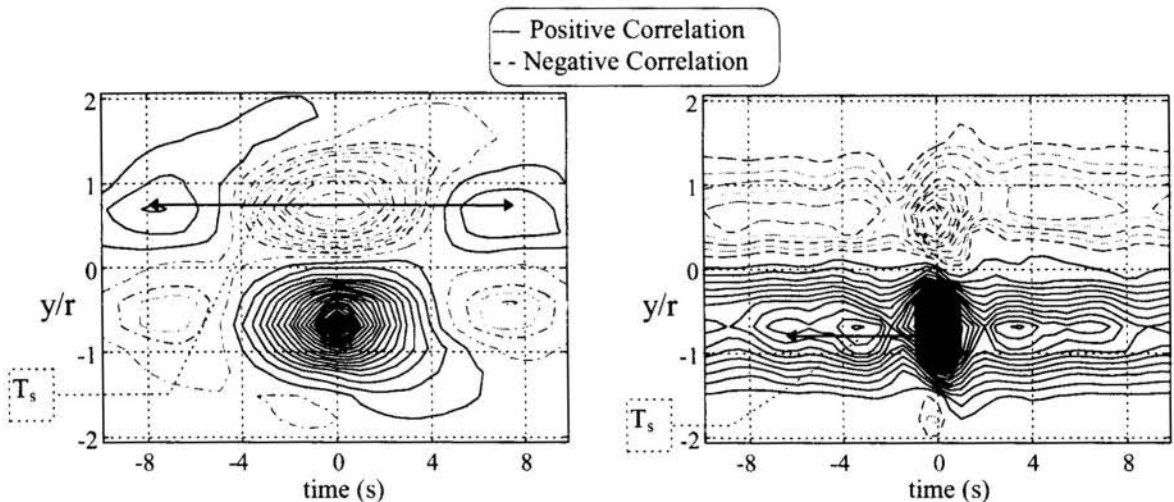 — Positive Correlation
-- Negative Correlation
2
1
0
-1
-2
y/r
T_s
-8
-4
0
4
8
time (s)
2
1
0
-1
-2
y/r
T_s
-8
-4
0
4
8
time (s)